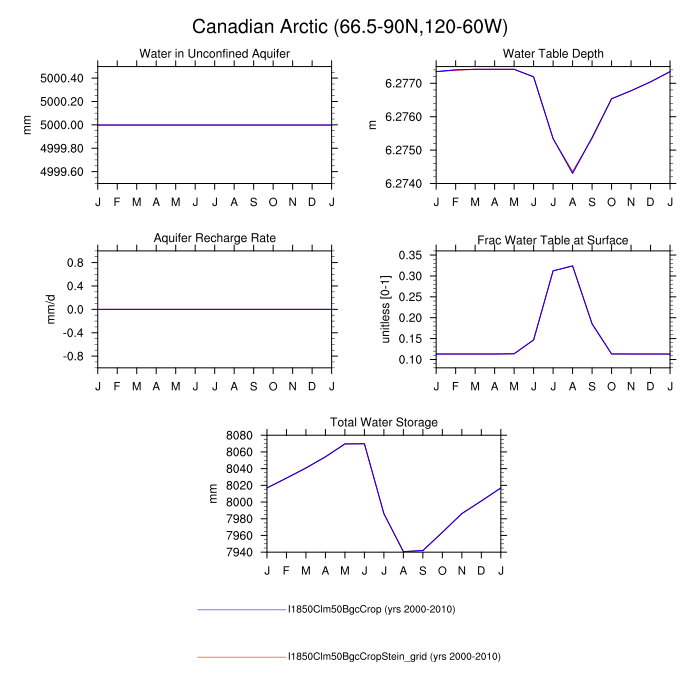 Canadian Arctic (66.5-90N,120-60W)
Water in Unconfined Aquifer
Water Table Depth
5000.40
5000.20
5000.00
4999.80
4999.60
mm
J F M A M J J A S O N D J
6.2770
6.2760
6.2750
6.2740
m
J F M A M J J A S O N D J
Aquifer Recharge Rate
Frac Water Table at Surface
0.8
0.4
0.0
-0.4
-0.8
mm/d
J F M A M J J A S O N D J
0.35
0.30
0.25
0.20
0.15
0.10
unitless [0-1]
J F M A M J J A S O N D J
Total Water Storage
8080
8060
8040
8020
8000
7980
7960
7940
mm
J F M A M J J A S O N D J
I1850Clm50BgcCrop (yrs 2000-2010)
I1850Clm50BgcCropStein_grid (yrs 2000-2010)